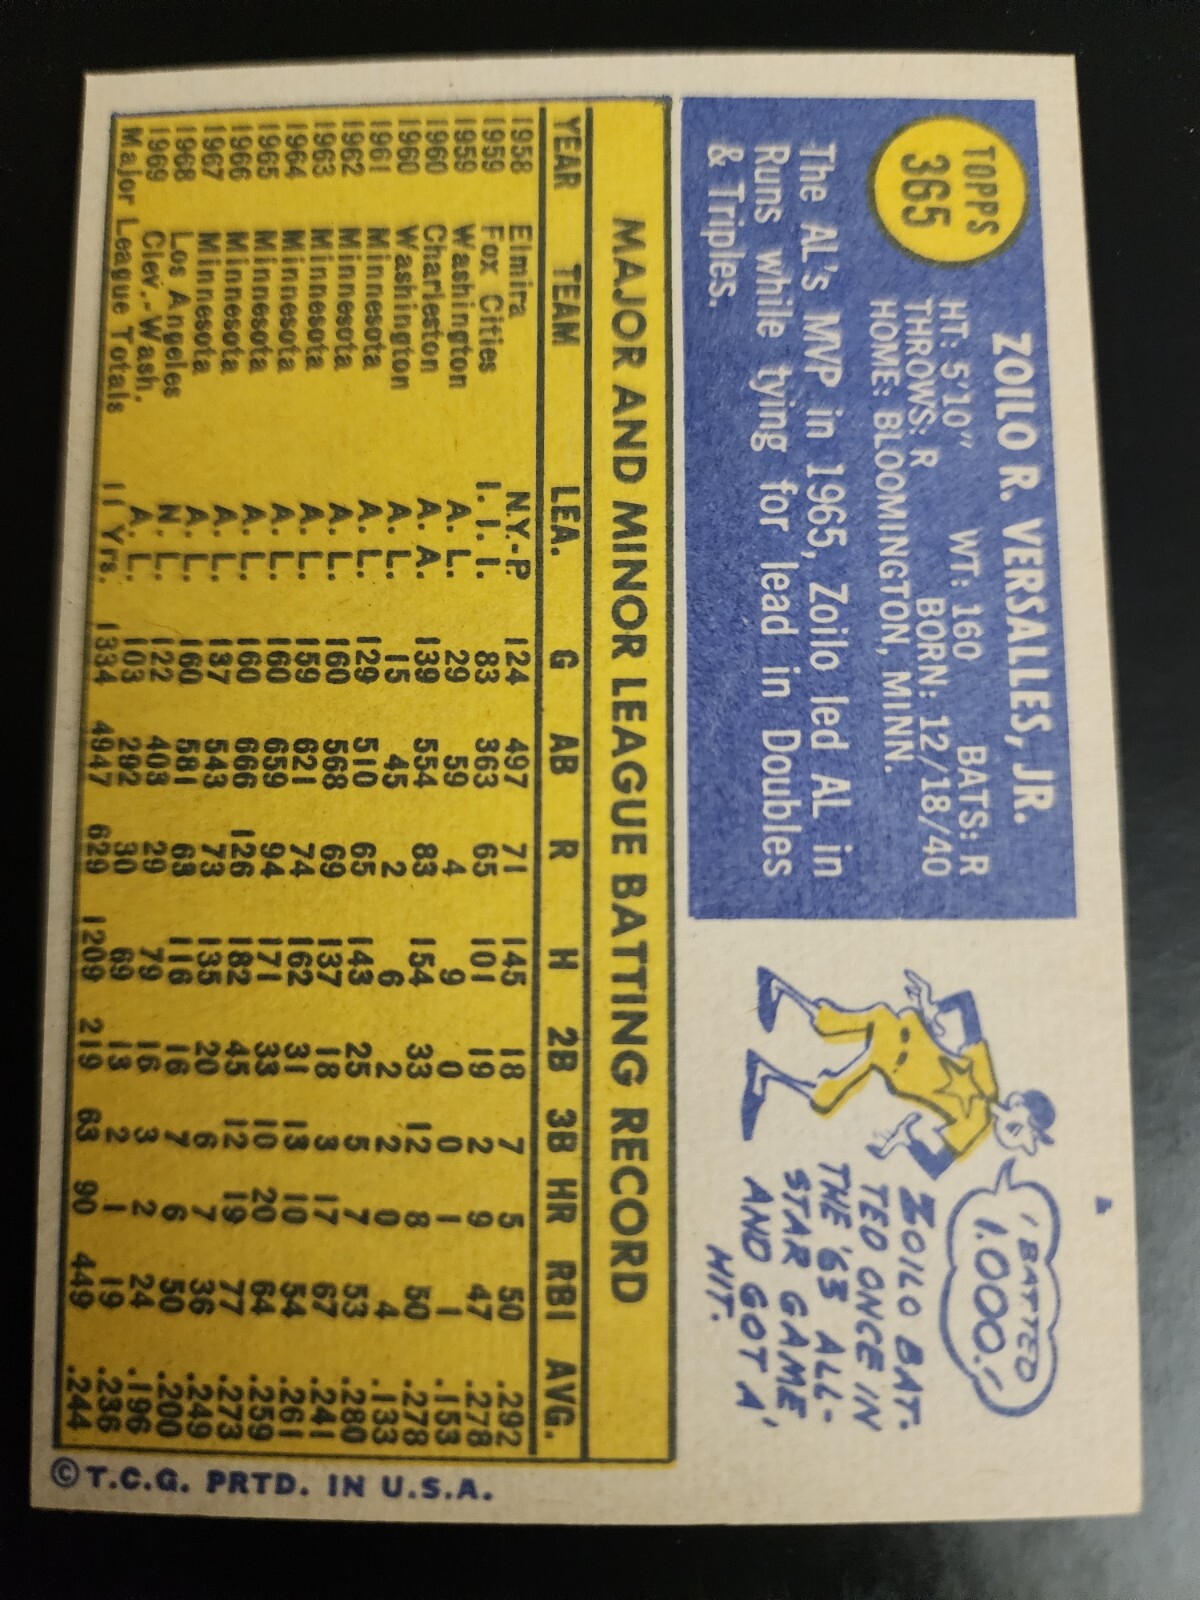 TOPPS
365
ZOILO R. VERSALLES, JR.
HT: 5'10" WT: 160 BATS: R
THROWS: R BORN: 12/18/40
HOME: BLOOMINGTON, MINN.
The AL's MVP in 1965, Zoilo led AL in
Runs while tying for lead in Doubles
& Triples.
I BATTED
1.000!
ZOILO BAT-
TED ONCE IN
THE '63 ALL-
STAR GAME
AND GOT A
HIT.
MAJOR AND MINOR LEAGUE BATTING RECORD
YEAR TEAM LEA. G AB R H 2B 3B HR RBI AVG.
1958 Elmira N.Y.-P 124 497 71 145 18 7 5 50 .292
1959 Fox Cities I. I. I. 83 363 65 101 19 2 9 47 .278
1959 Washington A. L. 29 59 4 9 0 0 1 1 .153
1960 Charleston A. A. 139 554 83 154 33 12 8 50 .278
1960 Washington A. L. 15 45 2 6 2 2 0 4 .133
1961 Minnesota A. L. 129 510 65 143 25 5 7 53 .280
1962 Minnesota A. L. 160 568 69 137 18 3 17 67 .241
1963 Minnesota A. L. 159 621 74 162 31 13 10 54 .261
1964 Minnesota A. L. 160 659 94 171 33 10 20 64 .259
1965 Minnesota A. L. 160 666 126 182 45 12 19 77 .273
1966 Minnesota A. L. 137 543 73 135 20 6 7 36 .249
1967 Minnesota A. L. 160 581 63 116 16 7 6 50 .200
1968 Los Angeles N. L. 122 403 29 79 16 3 2 24 .196
1969 Clev.-Wash. A. L. 103 292 30 69 13 2 1 19 .236
Major League Totals 11 Yrs. 1334 4947 629 1209 219 63 90 449 .244
© T.C.G. PRTD. IN U.S.A.